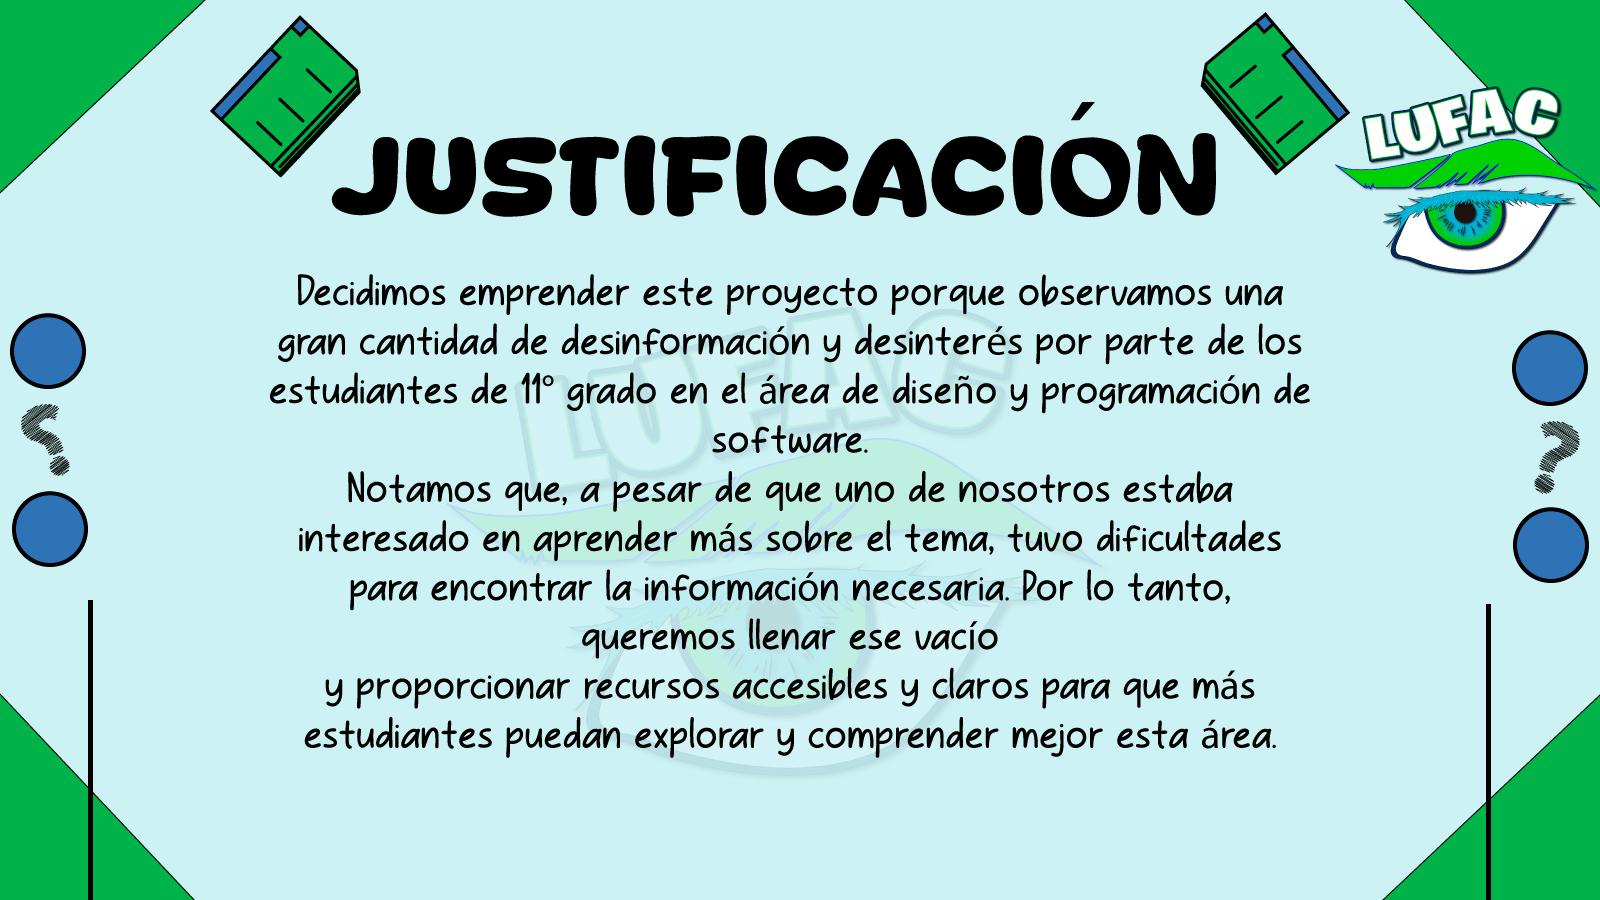 LUFAC
JUSTIFICACIÓN
Decidimos emprender este proyecto porque observamos una
gran cantidad de desinformación y desinterés por parte de los
estudiantes de 11° grado en el área de diseño y programación de
software.
Notamos que, a pesar de que uno de nosotros estaba
interesado en aprender más sobre el tema, tuvo dificultades
para encontrar la información necesaria. Por lo tanto,
queremos llenar ese vacío
y proporcionar recursos accesibles y claros para que más
estudiantes puedan explorar y comprender mejor esta área.
LUFAC
?
?